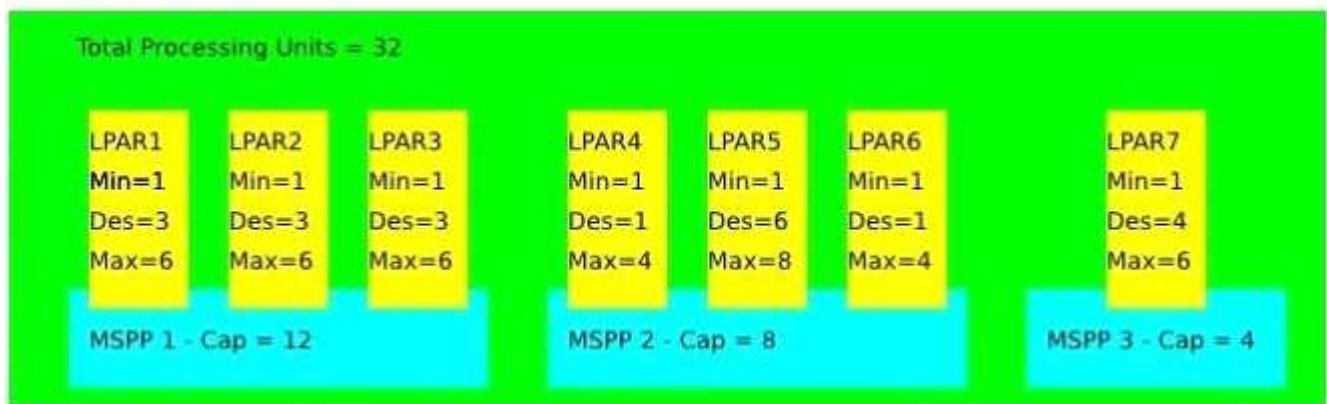 Total Processing Units = 32
LPAR1
Min=1
Des=3
Max=6
LPAR2
Min=1
Des=3
Max=6
LPAR3
Min=1
Des=3
Max=6
MSPP 1 - Cap = 12
LPAR4
Min=1
Des=1
Max=4
LPAR5
Min=1
Des=6
Max=8
LPAR6
Min=1
Des=1
Max=4
MSPP 2 - Cap = 8
LPAR7
Min=1
Des=4
Max=6
MSPP 3 - Cap = 4